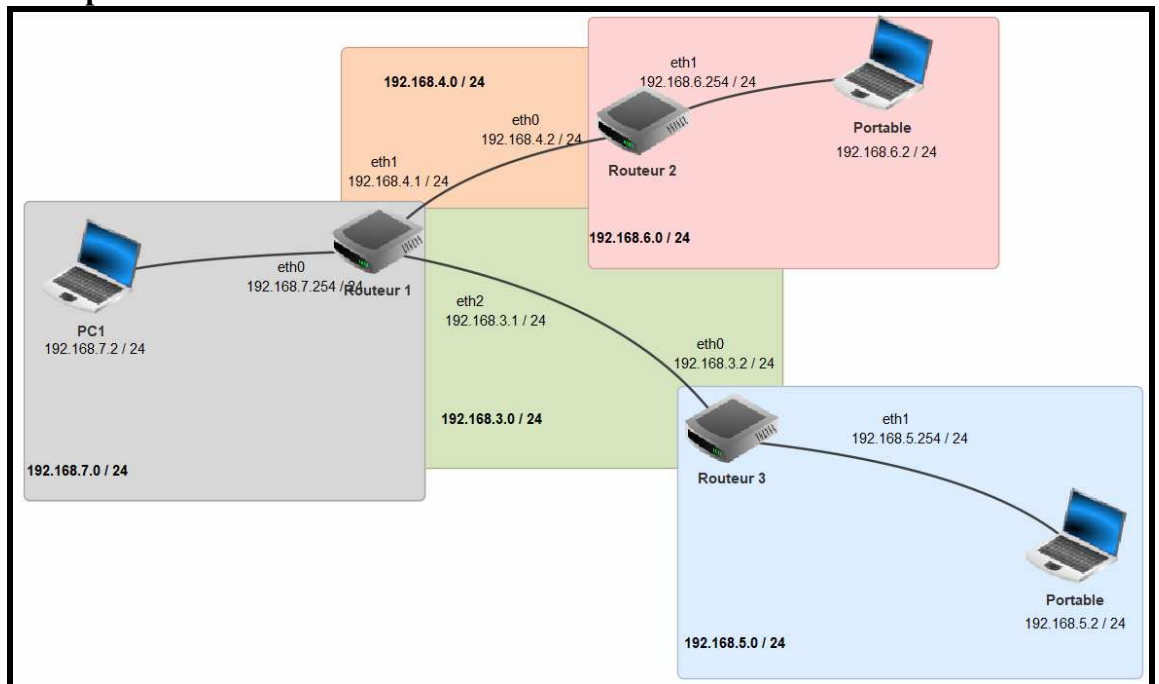 192.168.4.0 / 24
eth1
192.168.6.254 / 24
Portable
192.168.6.2 / 24
eth0
192.168.4.2 / 24
Routeur 2
eth1
192.168.4.1 / 24
192.168.6.0 / 24
eth0
192.168.7.254 / 24
Routeur 1
PC1
192.168.7.2 / 24
eth2
192.168.3.1 / 24
eth0
192.168.3.2 / 24
192.168.3.0 / 24
192.168.7.0 / 24
eth1
192.168.5.254 / 24
Routeur 3
Portable
192.168.5.2 / 24
192.168.5.0 / 24